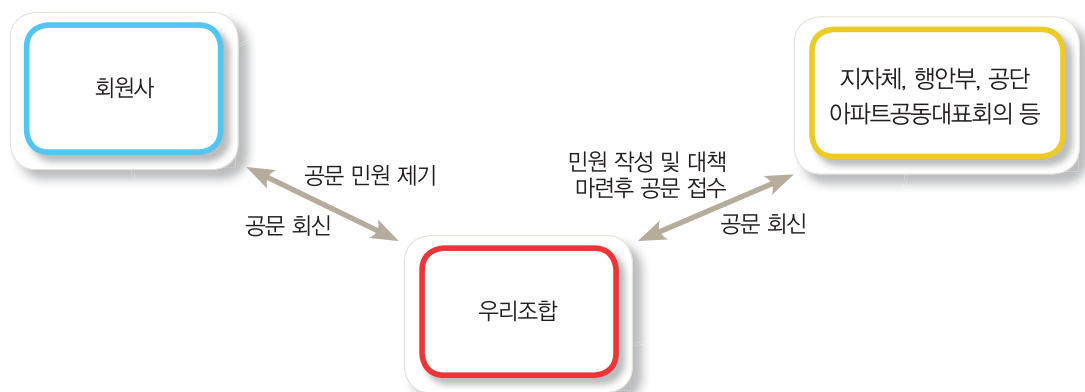 회원사
지자체, 행안부, 공단
아파트공동대표회의 등
공문 민원 제기
공문 회신
민원 작성 및 대책
마련후 공문 접수
공문 회신
우리조합